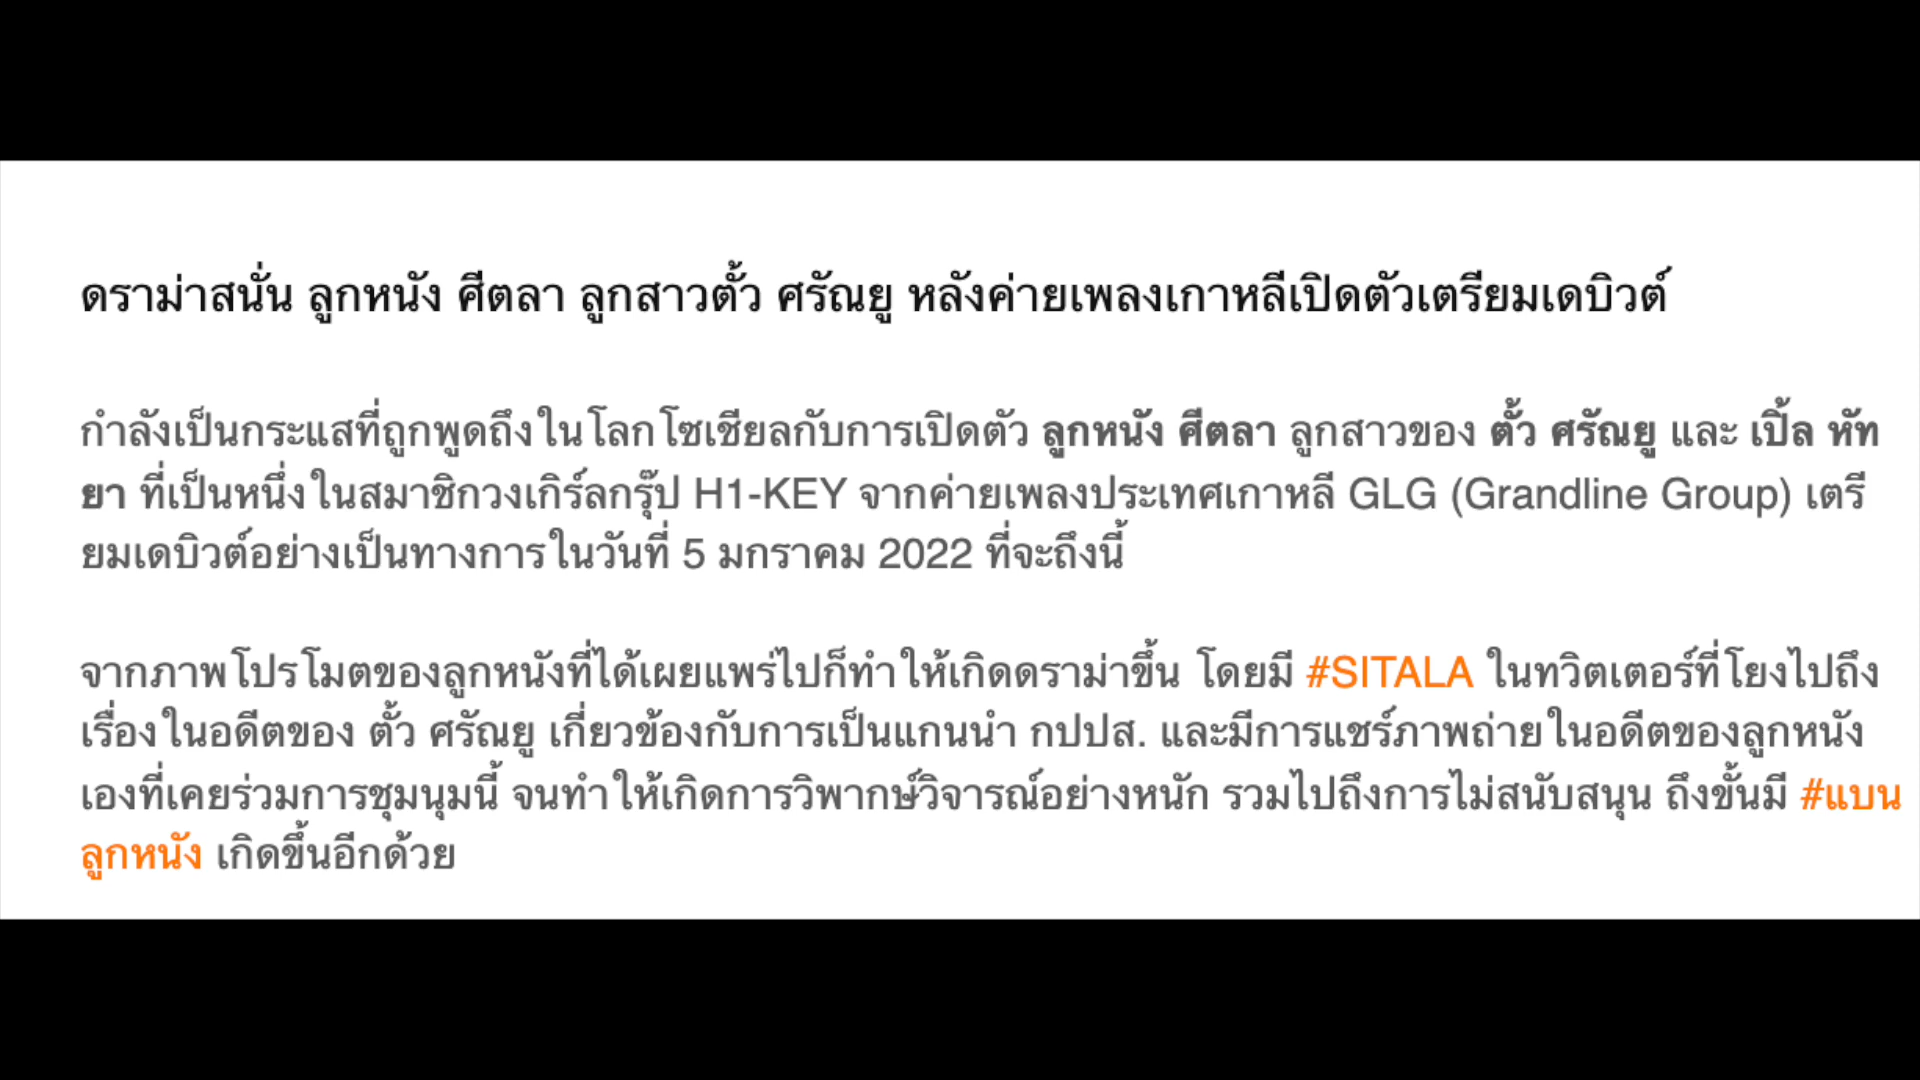 ดราม่าสนั่น ลูกหนัง ศีตลา ลูกสาวตั้ว ศรัณยู หลังค่ายเพลงเกาหลีเปิดตัวเตรียมเดบิวต์
กำลังเป็นกระแสที่ถูกพูดถึงในโลกโซเชียลกับการเปิดตัว ลูกหนัง ศีตลา ลูกสาวของ ตั้ว ศรัณยู และ เปิ้ล หัท
ยา ที่เป็นหนึ่งในสมาชิกวงเกิร์ลกรุ๊ป H1-KEY จากค่ายเพลงประเทศเกาหลี GLG (Grandline Group) เตรี
ยมเดบิวต์อย่างเป็นทางการในวันที่ 5 มกราคม 2022 ที่จะถึงนี้
จากภาพโปรโมตของลูกหนังที่ได้เผยแพร่ไปก็ทำให้เกิดดราม่าขึ้น โดยมี #SITALA ในทวิตเตอร์ที่โยงไปถึง
เรื่องในอดีตของ ตั้ว ศรัณยู เกี่ยวข้องกับการเป็นแกนนำ กปปส. และมีการแชร์ภาพถ่ายในอดีตของลูกหนัง
เองที่เคยร่วมการชุมนุมนี้ จนทำให้เกิดการวิพากษ์วิจารณ์อย่างหนัก รวมไปถึงการไม่สนับสนุน ถึงขั้นมี #แบน
ลูกหนัง เกิดขึ้นอีกด้วย